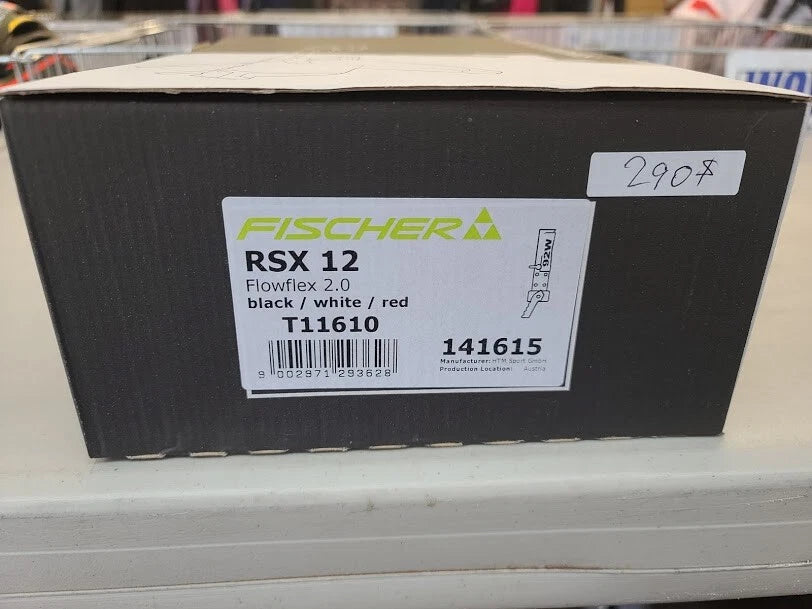 290$
FISCHER
RSX 12
Flowflex 2.0
black / white / red
T11610
92W
9 002971 293628
141615
Manufacturer: HTM Sport GmbH
Production Location: Austria